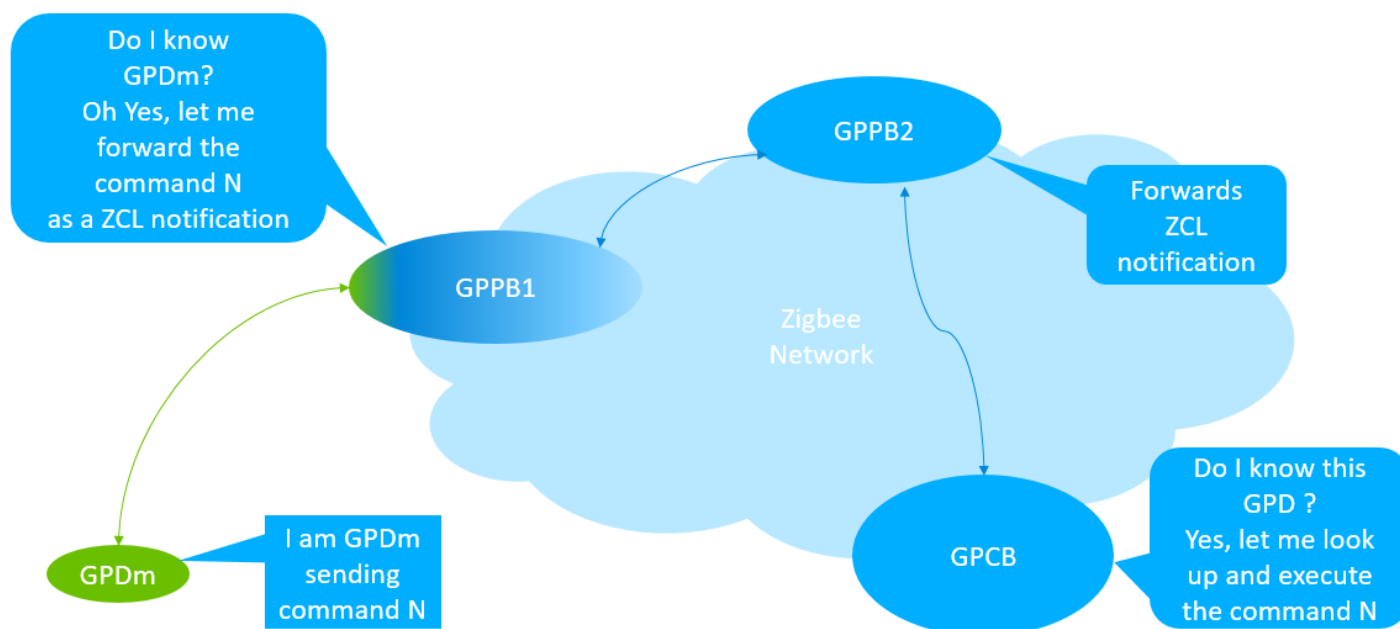 Do I know
GPDm?
Oh Yes, let me
forward the
command N
as a ZCL notification
GPPB2
Forwards
ZCL
notification
GPPB1
Zigbee
Network
Do I know this
GPD ?
Yes, let me look
up and execute
the command N
I am GPDm
sending
command N
GPCB
GPDm